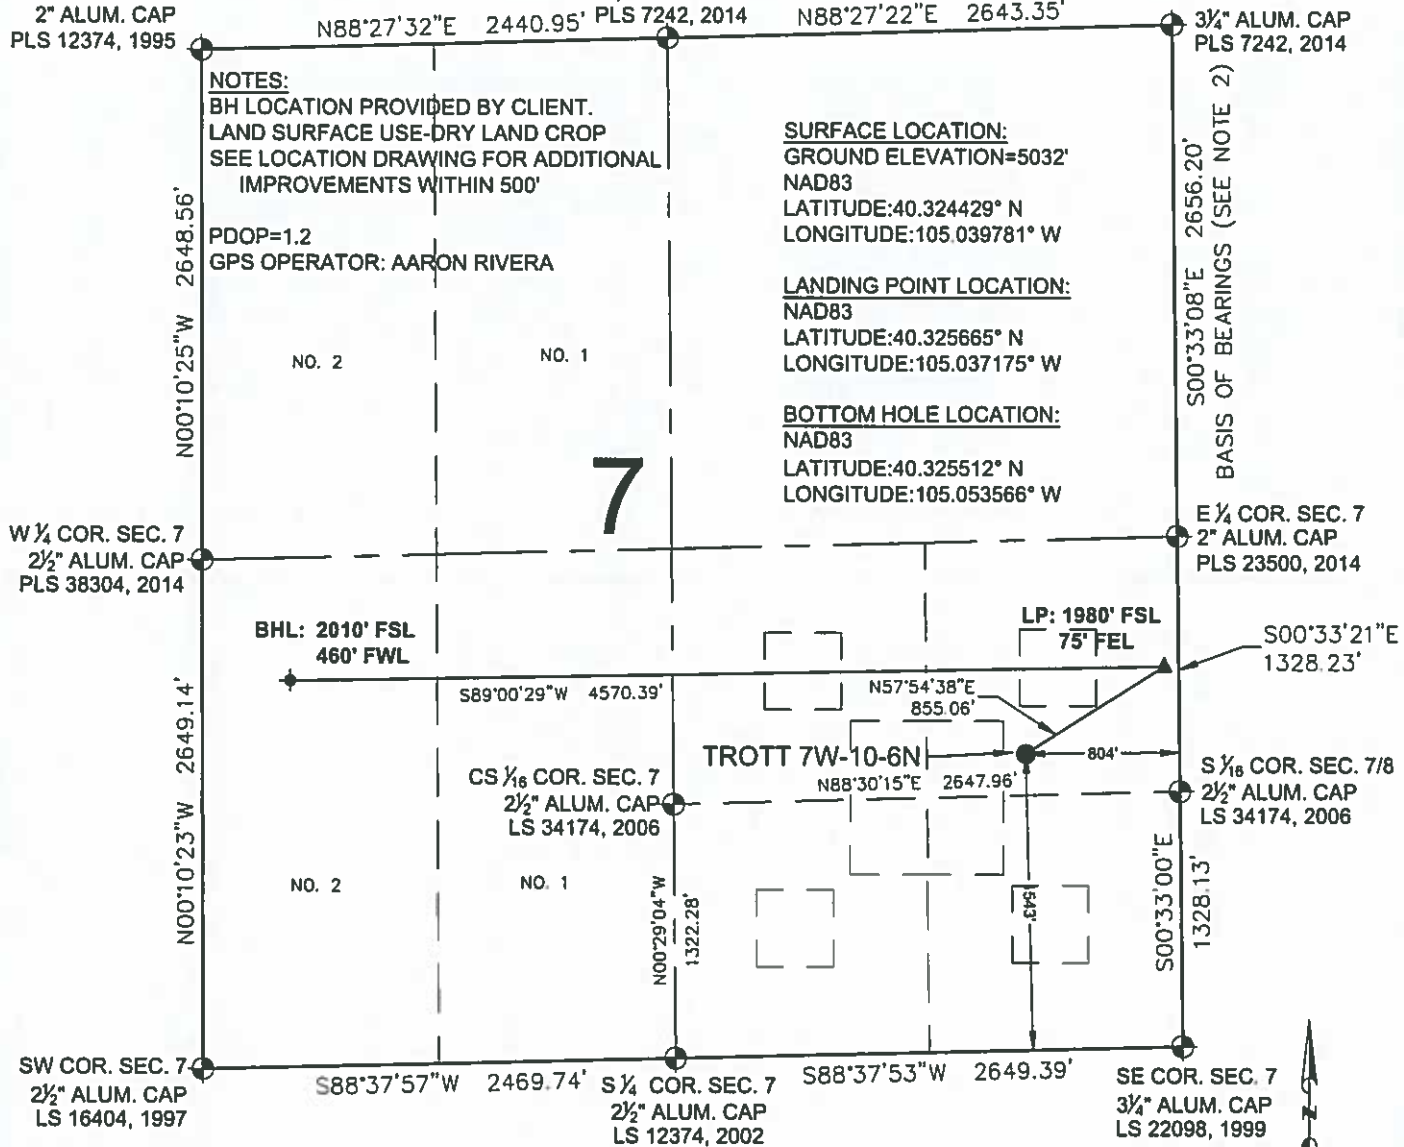 2" ALUM. CAP
PLS 12374, 1995
N88°27'32"E 2440.95'
PLS 7242, 2014
N88°27'22"E 2643.35'
3¼" ALUM. CAP
PLS 7242, 2014
NOTES:
BH LOCATION PROVIDED BY CLIENT.
LAND SURFACE USE-DRY LAND CROP
SEE LOCATION DRAWING FOR ADDITIONAL
IMPROVEMENTS WITHIN 500'
PDOP=1.2
GPS OPERATOR: AARON RIVERA
SURFACE LOCATION:
GROUND ELEVATION=5032'
NAD83
LATITUDE:40.324429° N
LONGITUDE:105.039781° W
LANDING POINT LOCATION:
NAD83
LATITUDE:40.325665° N
LONGITUDE:105.037175° W
BOTTOM HOLE LOCATION:
NAD83
LATITUDE:40.325512° N
LONGITUDE:105.053566° W
N00°10'25"W 2648.56'
S00°33'08"E 2656.20'
BASIS OF BEARINGS (SEE NOTE 2)
NO. 2
NO. 1
7
W ¼ COR. SEC. 7
2½" ALUM. CAP
PLS 38304, 2014
E ¼ COR. SEC. 7
2" ALUM. CAP
PLS 23500, 2014
BHL: 2010' FSL
460' FWL
LP: 1980' FSL
75' FEL
S00°33'21"E
1328.23'
S89°00'29"W 4570.39'
N57°54'38"E
855.06'
TROTT 7W-10-6N
804'
N88°30'15"E 2647.96'
CS 1/16 COR. SEC. 7
2½" ALUM. CAP
LS 34174, 2006
S 1/16 COR. SEC. 7/8
2½" ALUM. CAP
LS 34174, 2006
N00°10'23"W 2649.14'
NO. 2
NO. 1
N00°29'04"W
1322.28'
1543'
S00°33'00"E
1328.13'
SW COR. SEC. 7
2½" ALUM. CAP
LS 16404, 1997
S88°37'57"W 2469.74'
S ¼ COR. SEC. 7
2½" ALUM. CAP
LS 12374, 2002
S88°37'53"W 2649.39'
SE COR. SEC. 7
3¼" ALUM. CAP
LS 22098, 1999
N